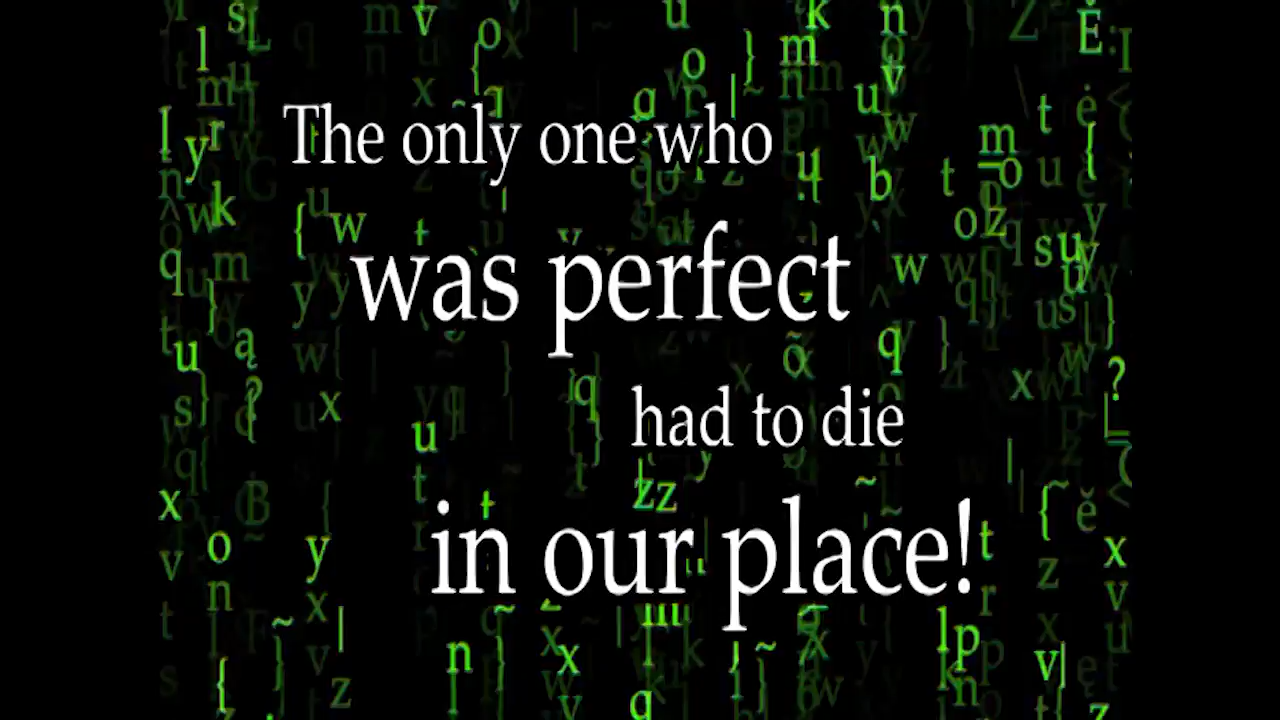 The only one who
was perfect
had to die
in our place!